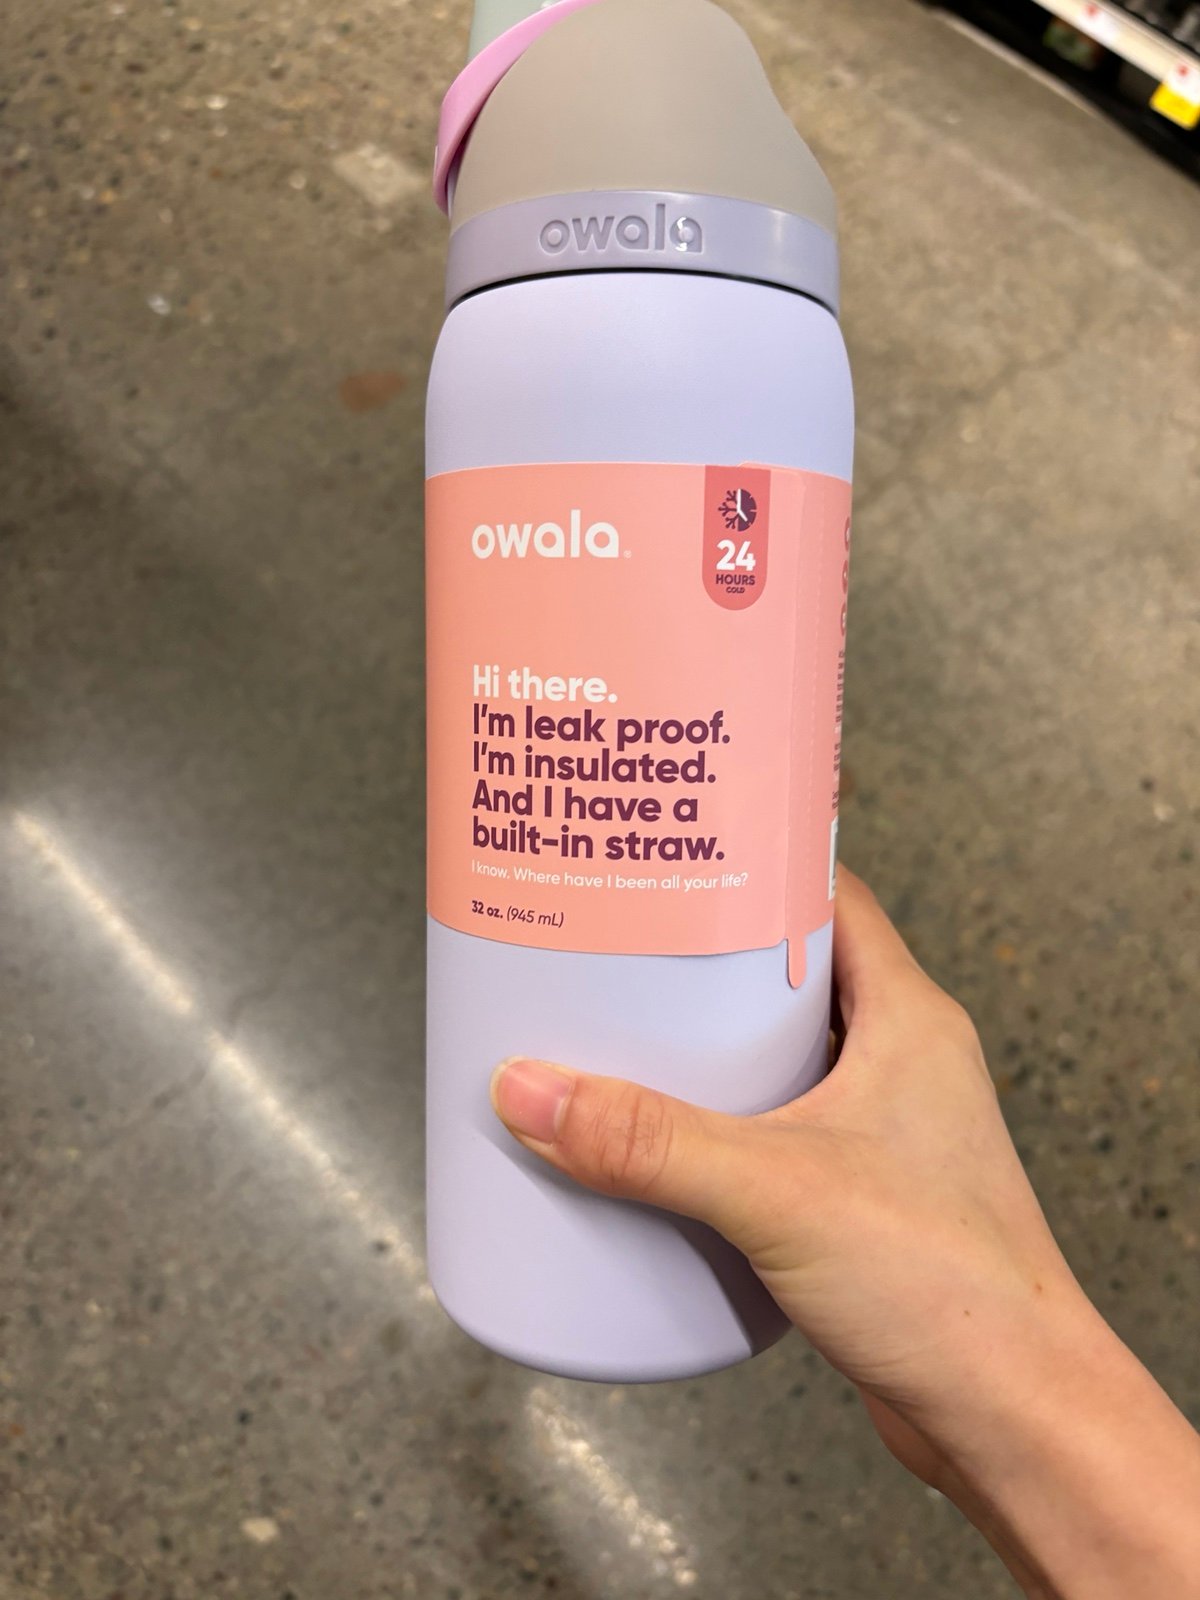 owala
owala®
24
HOURS
COLD
Hi there.
I'm leak proof.
I'm insulated.
And I have a
built-in straw.
I know. Where have I been all your life?
32 oz. (945 mL)